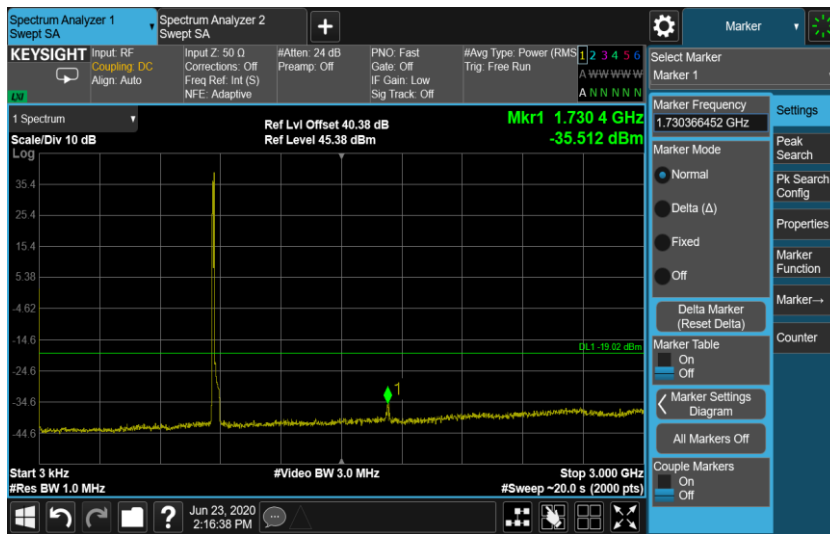 Spectrum Analyzer 1
Swept SA
Spectrum Analyzer 2
Swept SA
+
Marker
KEYSIGHT
Input: RF
Coupling: DC
Align: Auto
LXI
Input Z: 50 Ω
Corrections: Off
Freq Ref: Int (S)
NFE: Adaptive
#Atten: 24 dB
Preamp: Off
PNO: Fast
Gate: Off
IF Gain: Low
Sig Track: Off
#Avg Type: Power (RMS
Trig: Free Run
1 2 3 4 5 6
A W W W W W
A N N N N N
Select Marker
Marker 1
1 Spectrum
Scale/Div 10 dB
Ref Lvl Offset 40.38 dB
Ref Level 45.38 dBm
Mkr1 1.730 4 GHz
-35.512 dBm
Log
35.4
25.4
15.4
5.38
-4.62
-14.6
-24.6
-34.6
-44.6
DL1 -19.02 dBm
1
Start 3 kHz
#Res BW 1.0 MHz
#Video BW 3.0 MHz
Stop 3.000 GHz
#Sweep ~20.0 s (2000 pts)
Marker Frequency
1.730366452 GHz
Marker Mode
Normal
Delta (Δ)
Fixed
Off
Delta Marker
(Reset Delta)
Marker Table
On
Off
Marker Settings
Diagram
All Markers Off
Couple Markers
On
Off
Settings
Peak
Search
Pk Search
Config
Properties
Marker
Function
Marker→
Counter
?
Jun 23, 2020
2:16:38 PM